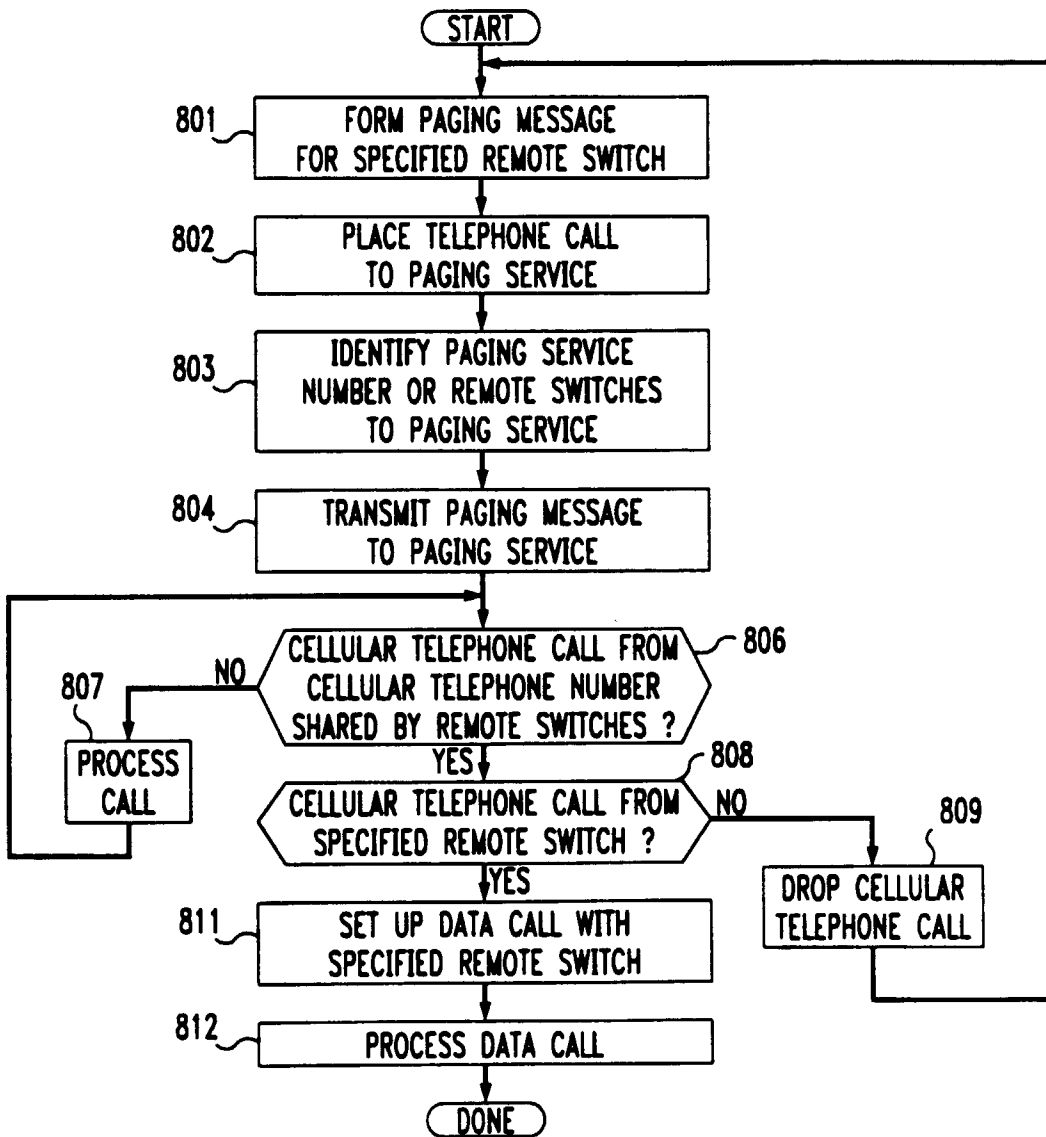 START
801
FORM PAGING MESSAGE
FOR SPECIFIED REMOTE SWITCH
802
PLACE TELEPHONE CALL
TO PAGING SERVICE
803
IDENTIFY PAGING SERVICE
NUMBER OR REMOTE SWITCHES
TO PAGING SERVICE
804
TRANSMIT PAGING MESSAGE
TO PAGING SERVICE
806
CELLULAR TELEPHONE CALL FROM
CELLULAR TELEPHONE NUMBER
SHARED BY REMOTE SWITCHES ?
NO
807
PROCESS
CALL
YES
808
CELLULAR TELEPHONE CALL FROM
SPECIFIED REMOTE SWITCH ?
NO
809
DROP CELLULAR
TELEPHONE CALL
YES
811
SET UP DATA CALL WITH
SPECIFIED REMOTE SWITCH
812
PROCESS DATA CALL
DONE